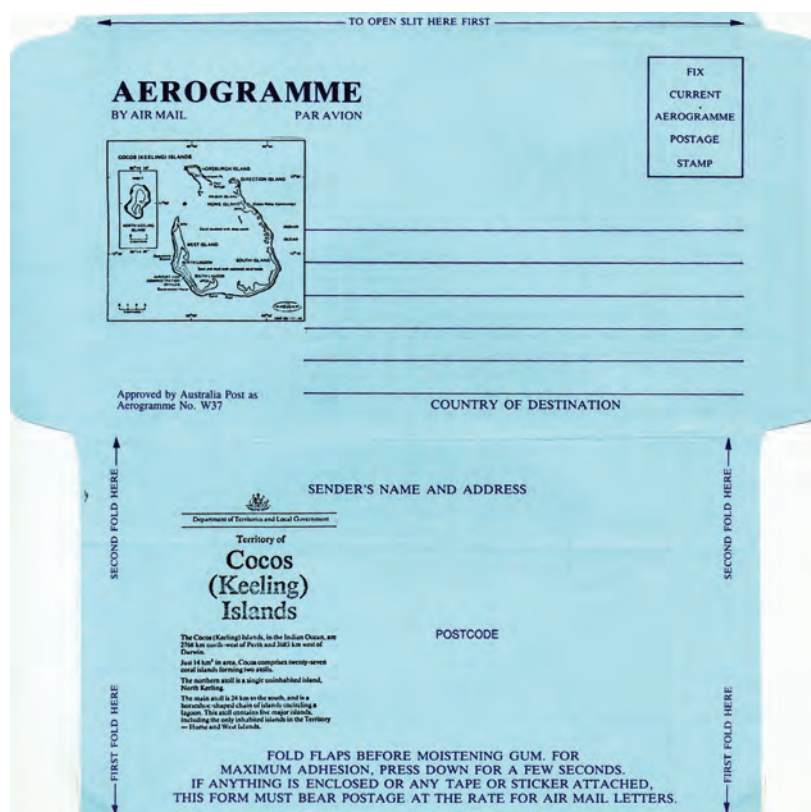 TO OPEN SLIT HERE FIRST
AEROGRAMME
BY AIR MAIL PAR AVION
FIX
CURRENT
AEROGRAMME
POSTAGE
STAMP
COCOS (KEELING) ISLANDS
HORSBURGH ISLAND
DIRECTION ISLAND
HOME ISLAND
NORTH KEELING
ISLAND
WEST ISLAND
SOUTH ISLAND
Approved by Australia Post as
Aerogramme No. W37
COUNTRY OF DESTINATION
SECOND FOLD HERE
SECOND FOLD HERE
SENDER'S NAME AND ADDRESS
Department of Territories and Local Government
Territory of
Cocos
(Keeling)
Islands
The Cocos (Keeling) Islands, in the Indian Ocean, are
2768 km north-west of Perth and 3685 km west of
Darwin.
Just 14 km² in area, Cocos comprises twenty-seven
coral islands forming two atolls.
The northern atoll is a single uninhabited island,
North Keeling.
The main atoll is 24 km to the south, and is a
horseshoe-shaped chain of islands encircling a
lagoon. This atoll contains five major islands,
including the only inhabited islands in the Territory
— Home and West Islands.
POSTCODE
FIRST FOLD HERE
FIRST FOLD HERE
FOLD FLAPS BEFORE MOISTENING GUM. FOR
MAXIMUM ADHESION, PRESS DOWN FOR A FEW SECONDS.
IF ANYTHING IS ENCLOSED OR ANY TAPE OR STICKER ATTACHED,
THIS FORM MUST BEAR POSTAGE AT THE RATE FOR AIR MAIL LETTERS.